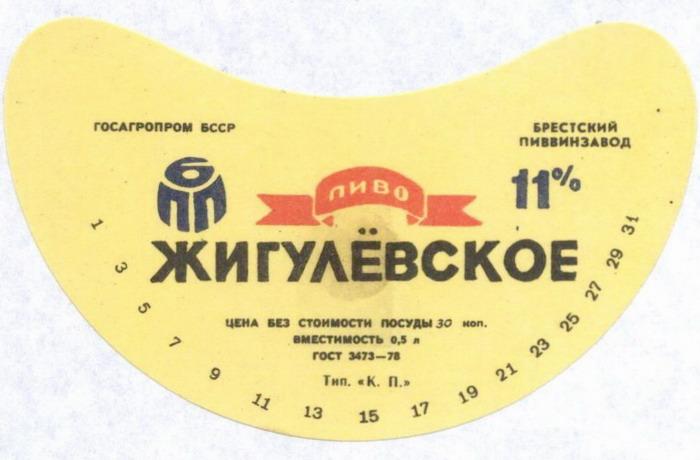 ГОСАГРОПРОМ БССР
БРЕСТСКИЙ
ПИВВИНЗАВОД
б
ПП
ПИВО
11%
ЖИГУЛЁВСКОЕ
ЦЕНА БЕЗ СТОИМОСТИ ПОСУДЫ 30 коп.
ВМЕСТИМОСТЬ 0,5 л
ГОСТ 3473—78
Тип. «К. П.»
1 3 5 7 9 11 13 15 17 19 21 23 25 27 29 31